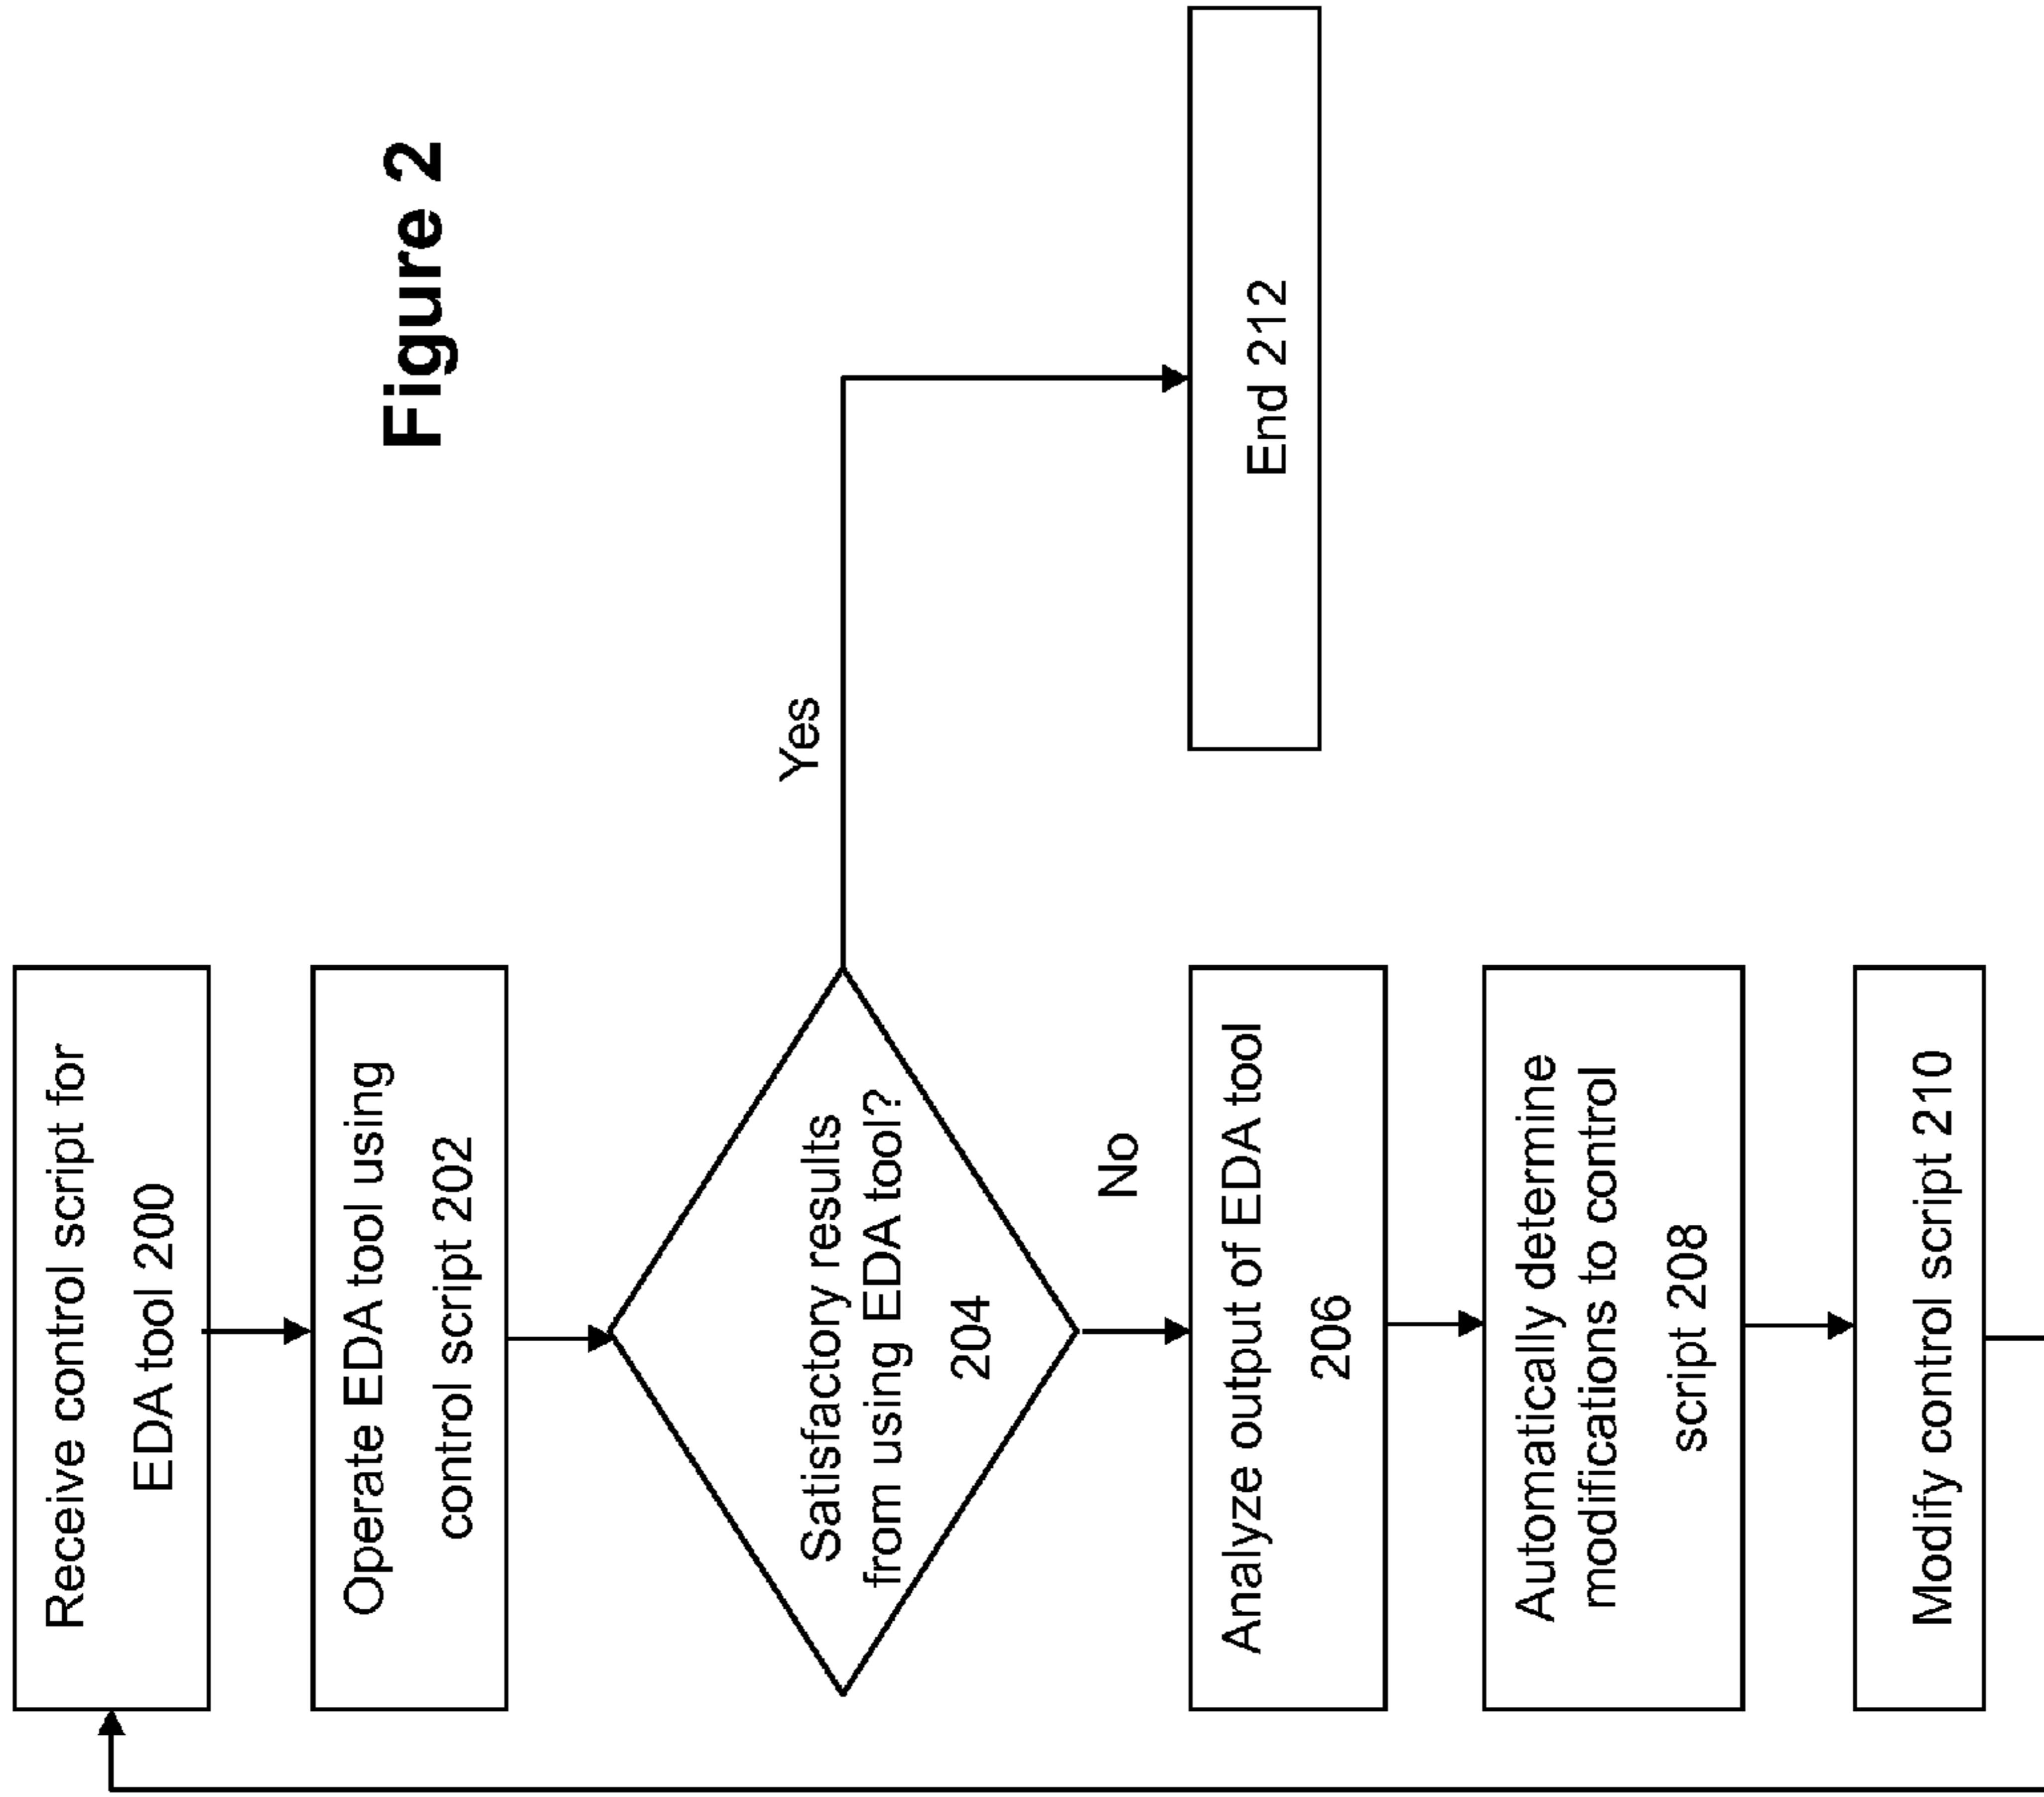 Figure 2
Receive control script for
EDA tool 200
Operate EDA tool using
control script 202
Satisfactory results
from using EDA tool?
204
Yes
No
End 212
Analyze output of EDA tool
206
Automatically determine
modifications to control
script 208
Modify control script 210